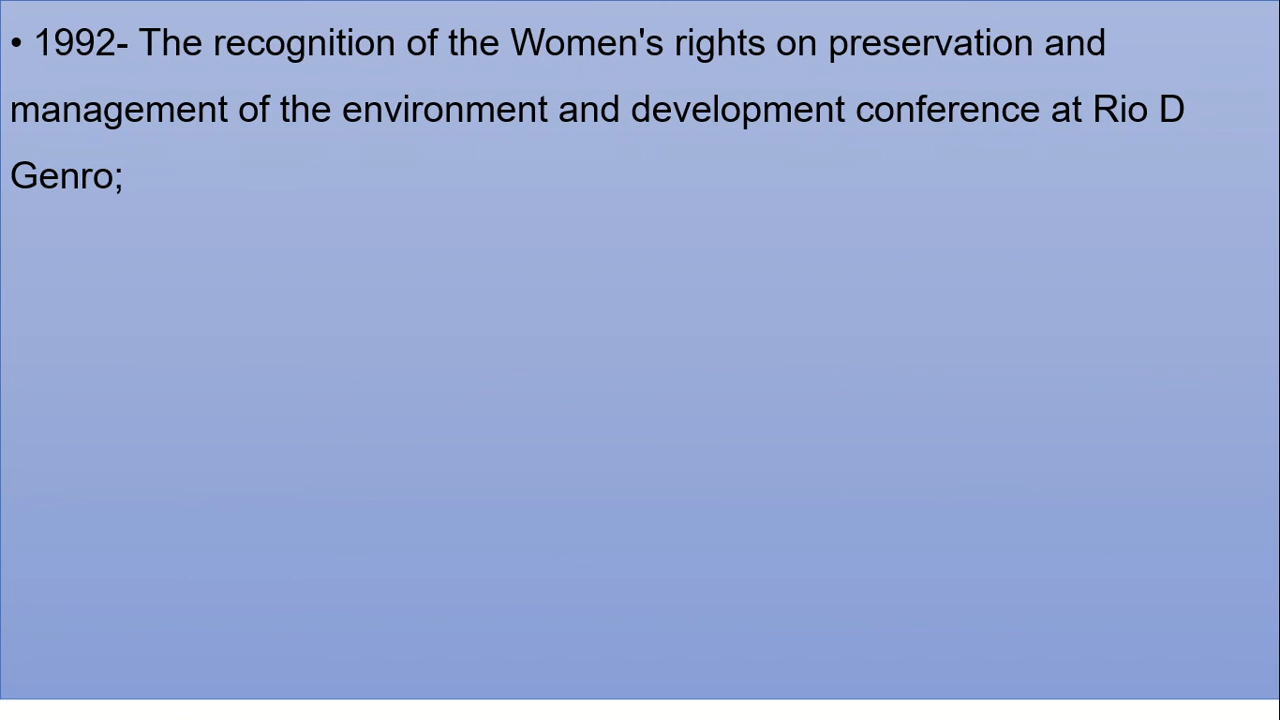 • 1992- The recognition of the Women's rights on preservation and
management of the environment and development conference at Rio D
Genro;